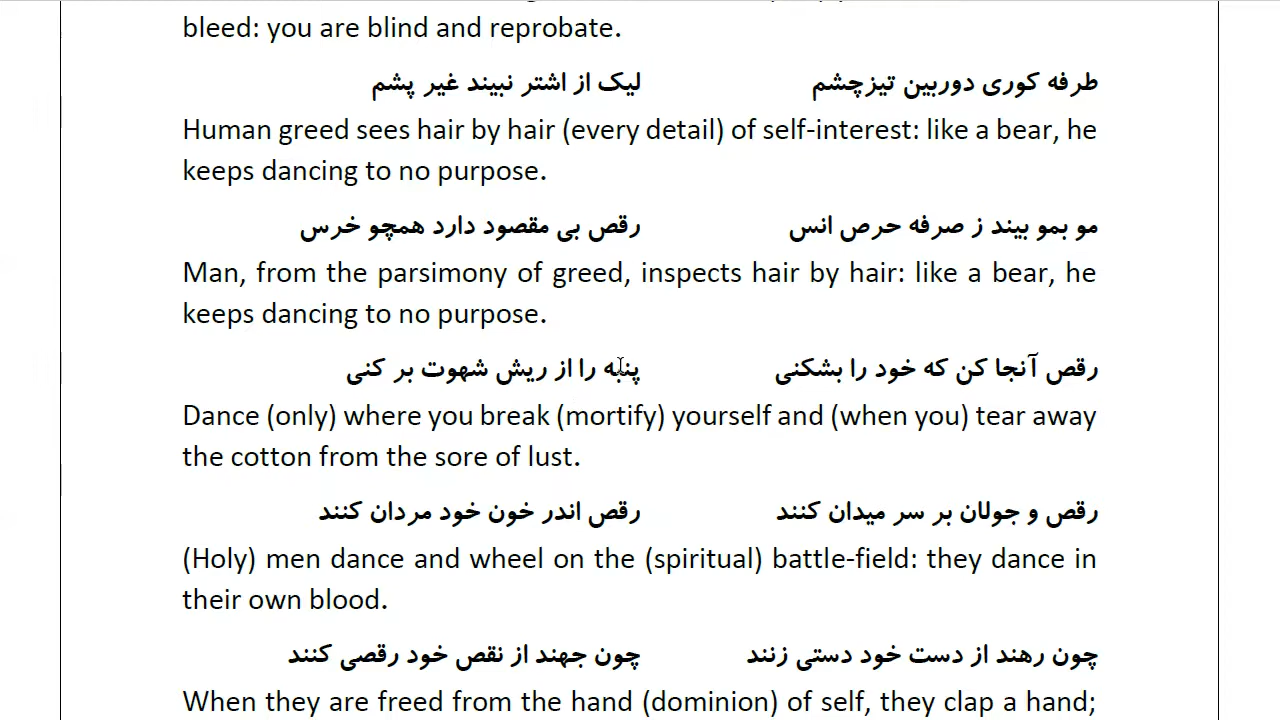 bleed: you are blind and reprobate.
طرفه کوری دوربین تیزچشم لیک از اشتر نبیند غیر پشم
Human greed sees hair by hair (every detail) of self-interest: like a bear, he
keeps dancing to no purpose.
مو بمو بیند ز صرفه حرص انس رقص بی مقصود دارد همچو خرس
Man, from the parsimony of greed, inspects hair by hair: like a bear, he
keeps dancing to no purpose.
رقص آنجا کن که خود را بشکنی پنبه را از ریش شهوت بر کنی
Dance (only) where you break (mortify) yourself and (when you) tear away
the cotton from the sore of lust.
رقص و جولان بر سر میدان کنند رقص اندر خون خود مردان کنند
(Holy) men dance and wheel on the (spiritual) battle-field: they dance in
their own blood.
چون رهند از دست خود دستی زنند چون جهند از نقص خود رقصی کنند
When they are freed from the hand (dominion) of self, they clap a hand;